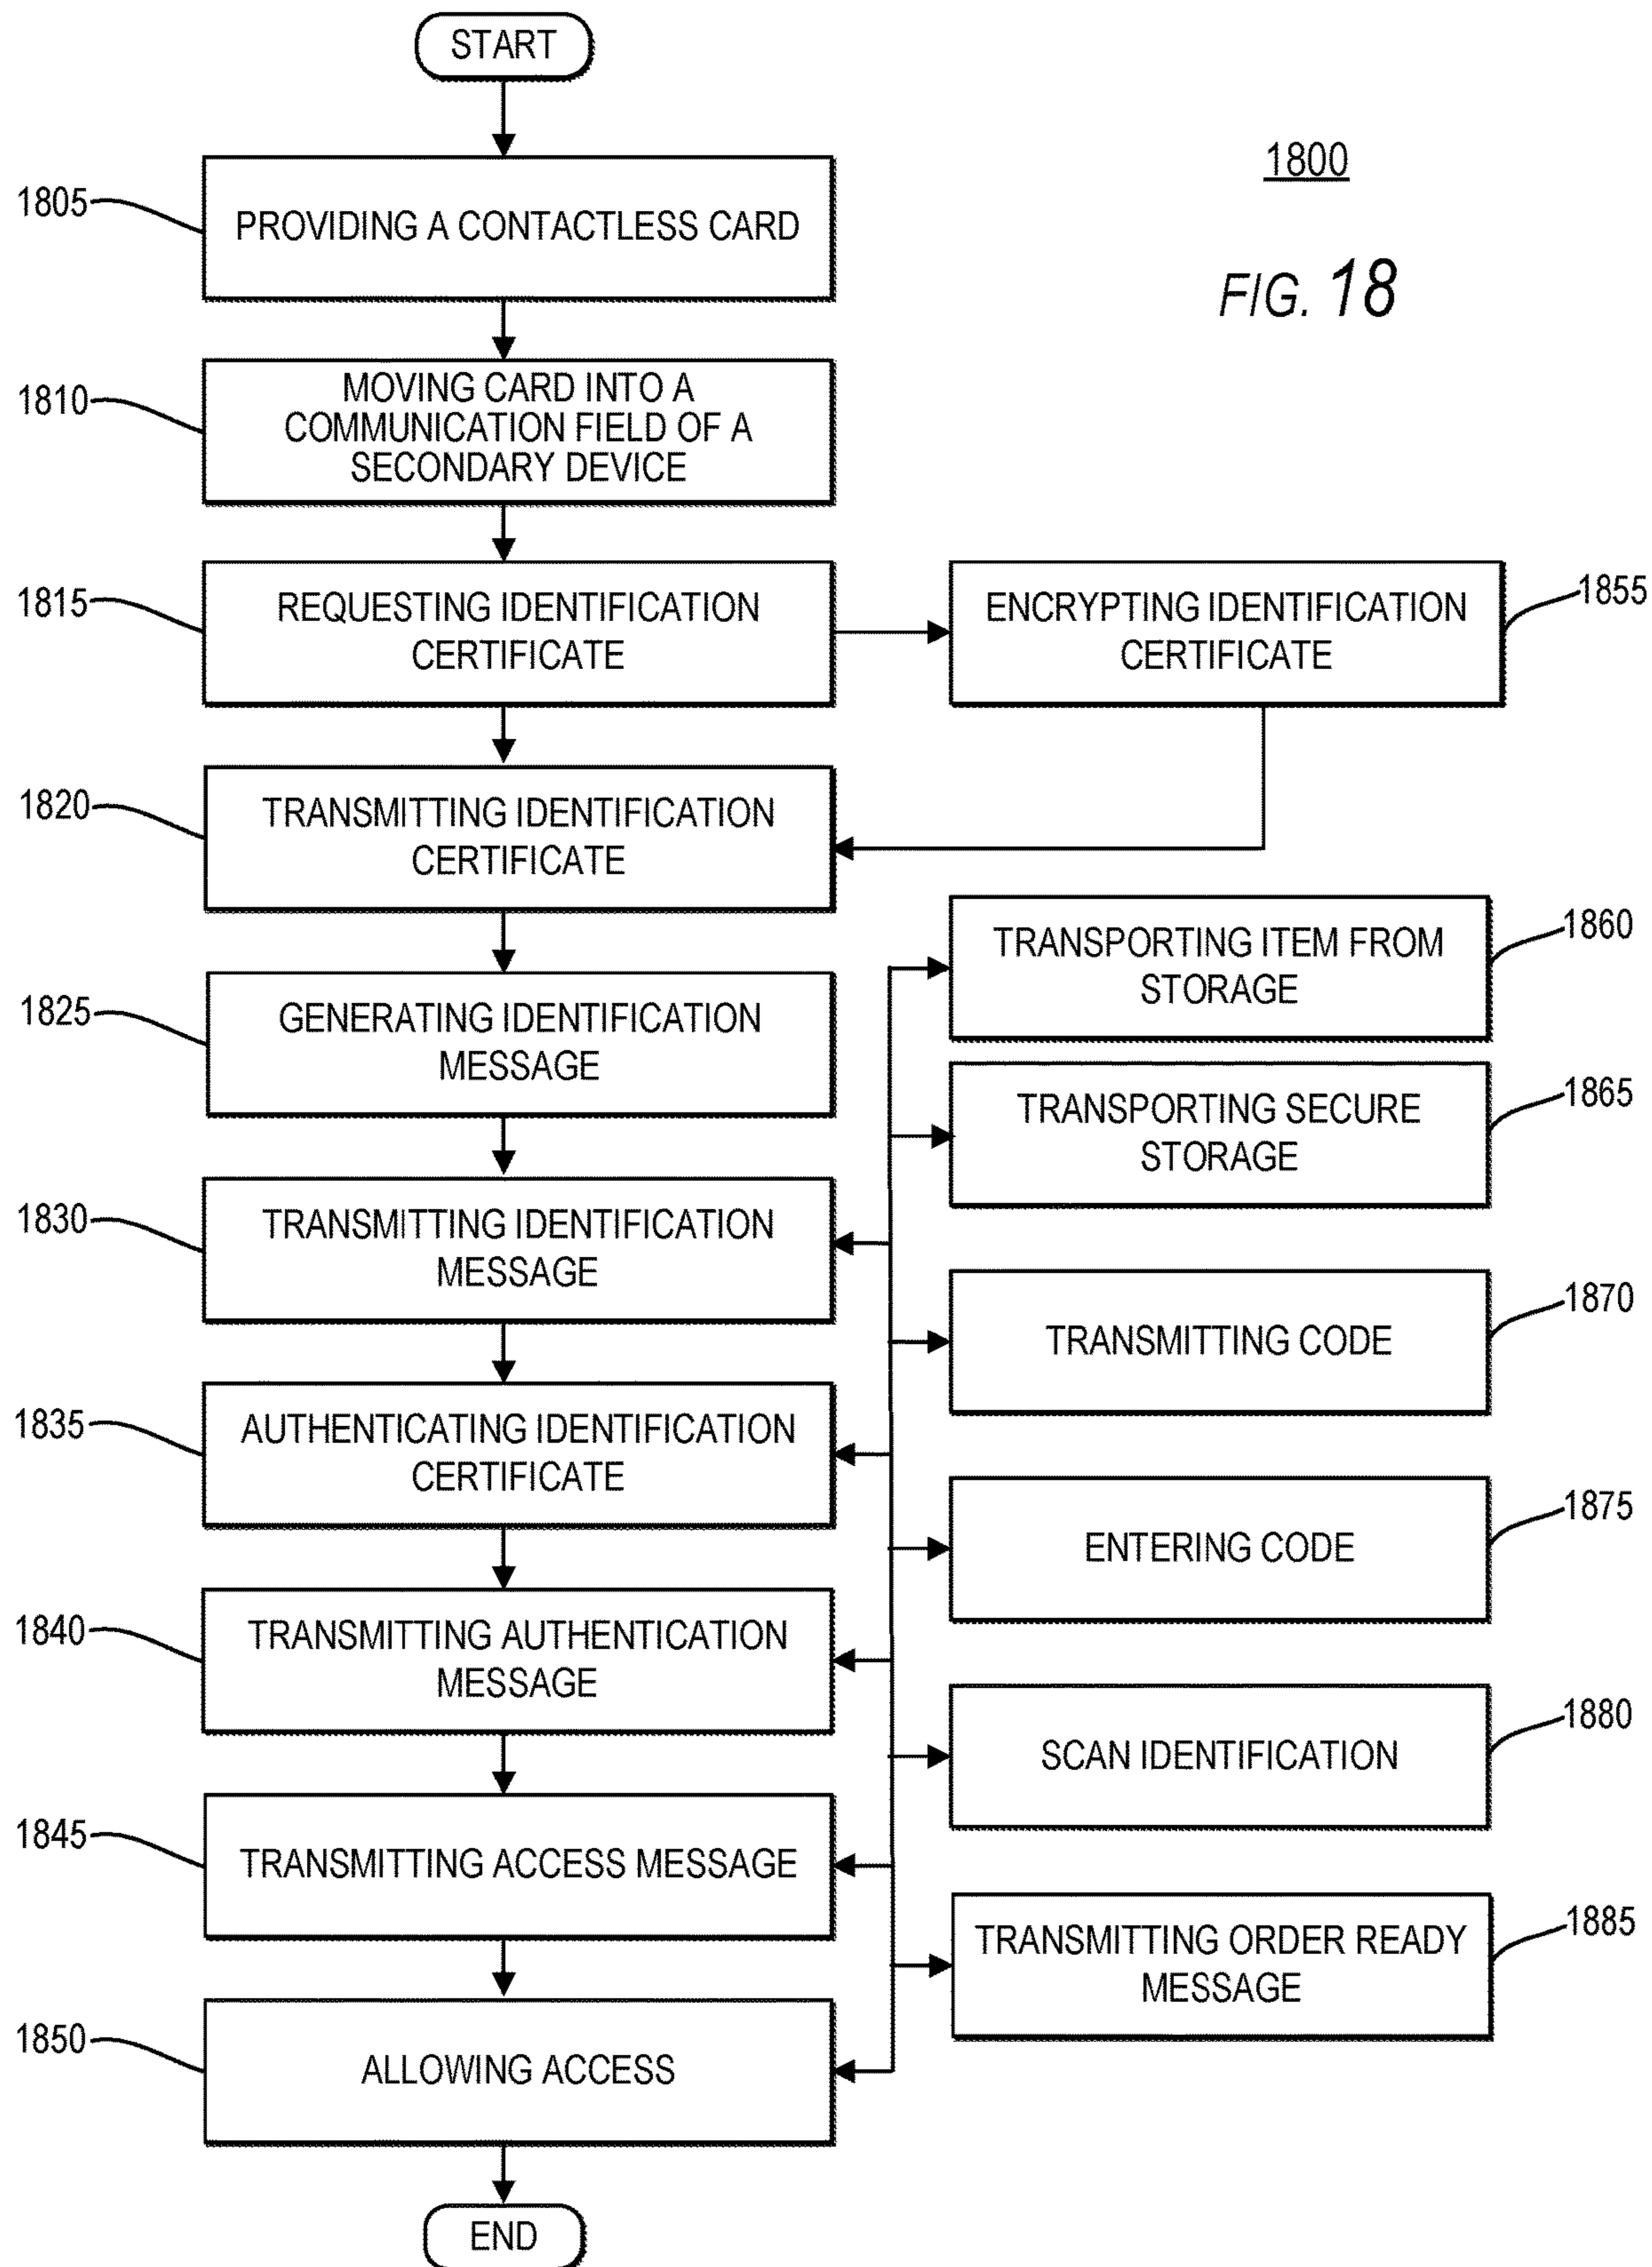 START
1800
FIG. 18
1805
PROVIDING A CONTACTLESS CARD
1810
MOVING CARD INTO A
COMMUNICATION FIELD OF A
SECONDARY DEVICE
1815
REQUESTING IDENTIFICATION
CERTIFICATE
ENCRYPTING IDENTIFICATION
CERTIFICATE
1855
1820
TRANSMITTING IDENTIFICATION
CERTIFICATE
1825
GENERATING IDENTIFICATION
MESSAGE
1830
TRANSMITTING IDENTIFICATION
MESSAGE
1835
AUTHENTICATING IDENTIFICATION
CERTIFICATE
1840
TRANSMITTING AUTHENTICATION
MESSAGE
1845
TRANSMITTING ACCESS MESSAGE
1850
ALLOWING ACCESS
END
TRANSPORTING ITEM FROM
STORAGE
1860
TRANSPORTING SECURE
STORAGE
1865
TRANSMITTING CODE
1870
ENTERING CODE
1875
SCAN IDENTIFICATION
1880
TRANSMITTING ORDER READY
MESSAGE
1885